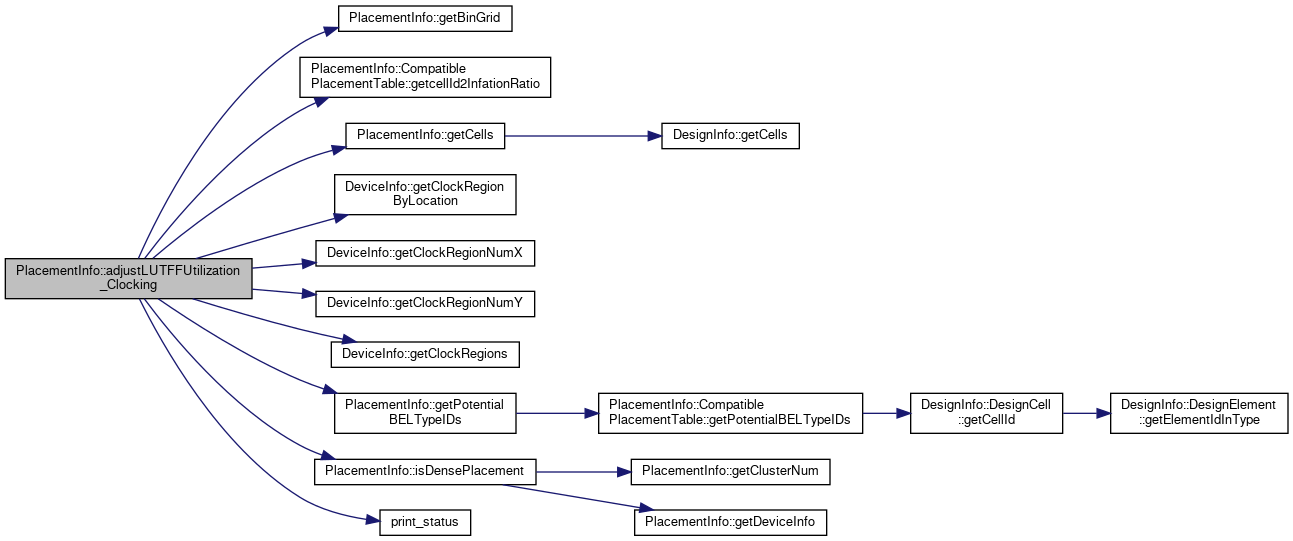 PlacementInfo::getBinGrid
PlacementInfo::Compatible
PlacementTable::getcellId2InfationRatio
PlacementInfo::getCells
DesignInfo::getCells
DeviceInfo::getClockRegion
ByLocation
DeviceInfo::getClockRegionNumX
PlacementInfo::adjustLUTFFUtilization
_Clocking
DeviceInfo::getClockRegionNumY
DeviceInfo::getClockRegions
PlacementInfo::getPotential
BELTypeIDs
PlacementInfo::Compatible
PlacementTable::getPotentialBELTypeIDs
DesignInfo::DesignCell
::getCellId
DesignInfo::DesignElement
::getElementIdInType
PlacementInfo::isDensePlacement
PlacementInfo::getClusterNum
PlacementInfo::getDeviceInfo
print_status